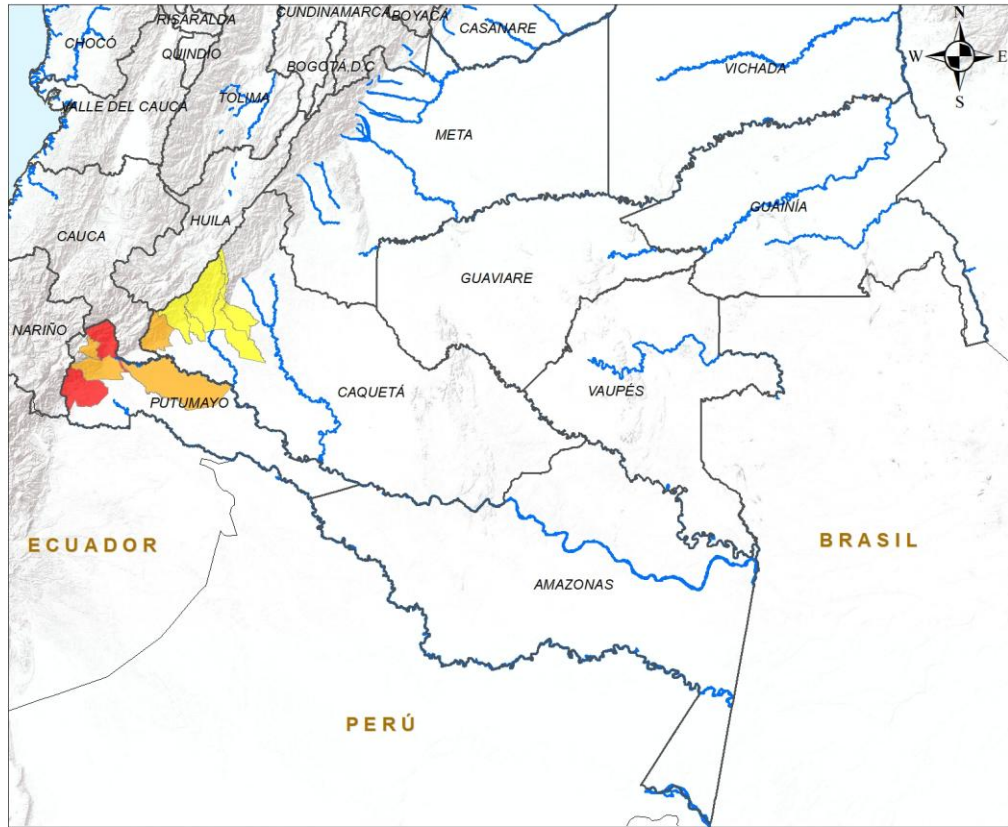 CUNDINAMARCA
BOYACÁ
RISARALDA
CASANARE
N
CHOCÓ
QUINDÍO
BOGOTÁ D.C
W
E
VICHADA
S
VALLE DEL CAUCA
TOLIMA
META
GUAINÍA
HUILA
CAUCA
GUAVIARE
NARIÑO
CAQUETÁ
VAUPÉS
PUTUMAYO
ECUADOR
BRASIL
AMAZONAS
PERÚ